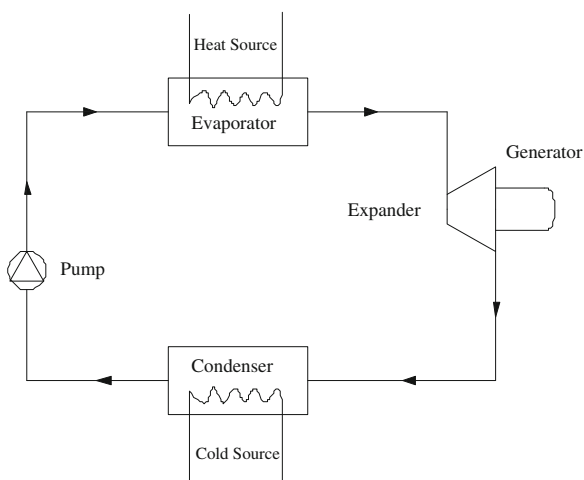 Heat Source
Evaporator
Generator
Expander
Pump
Condenser
Cold Source